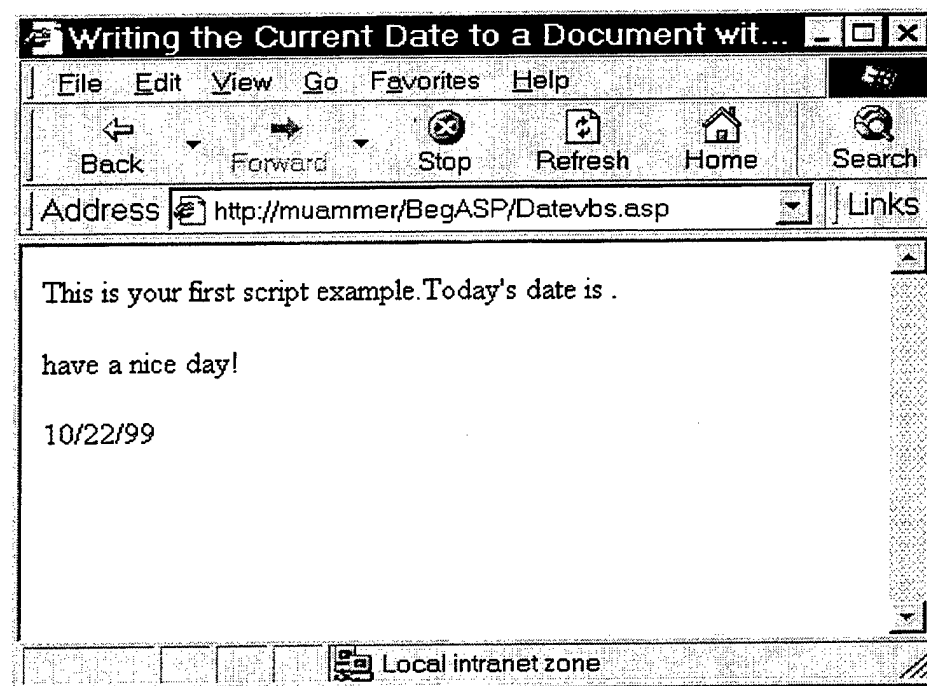 Writing the Current Date to a Document wit...
File Edit View Go Favorites Help
Back Forward Stop Refresh Home Search
Address http://muammer/BegASP/Datevbs.asp Links
This is your first script example.Today's date is .
have a nice day!
10/22/99
Local intranet zone